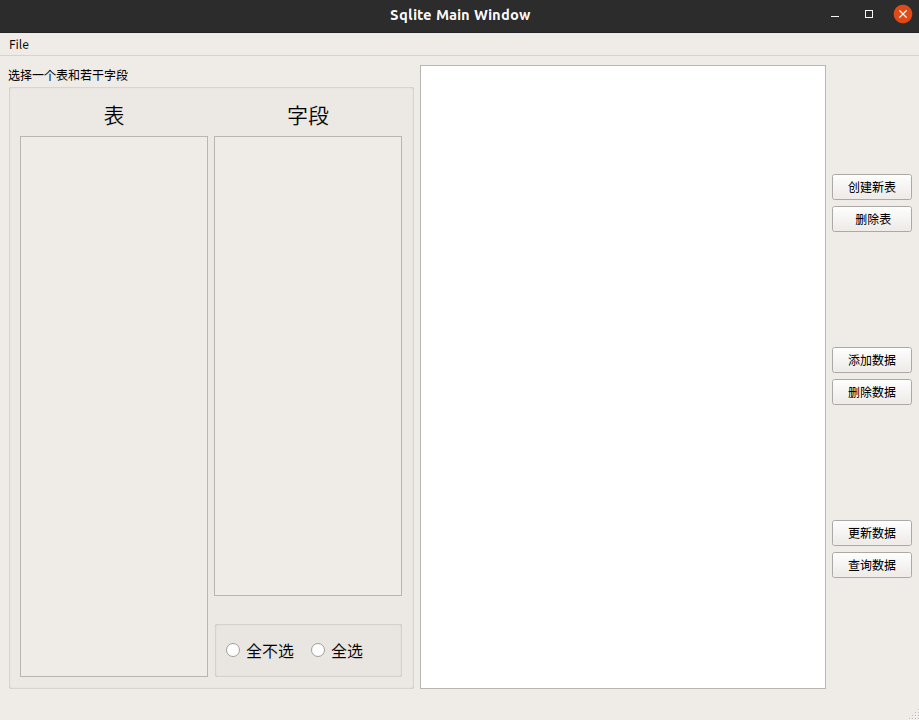 Sqlite Main Window
File
选择一个表和若干字段
表
字段
创建新表
删除表
添加数据
删除数据
更新数据
查询数据
全不选
全选